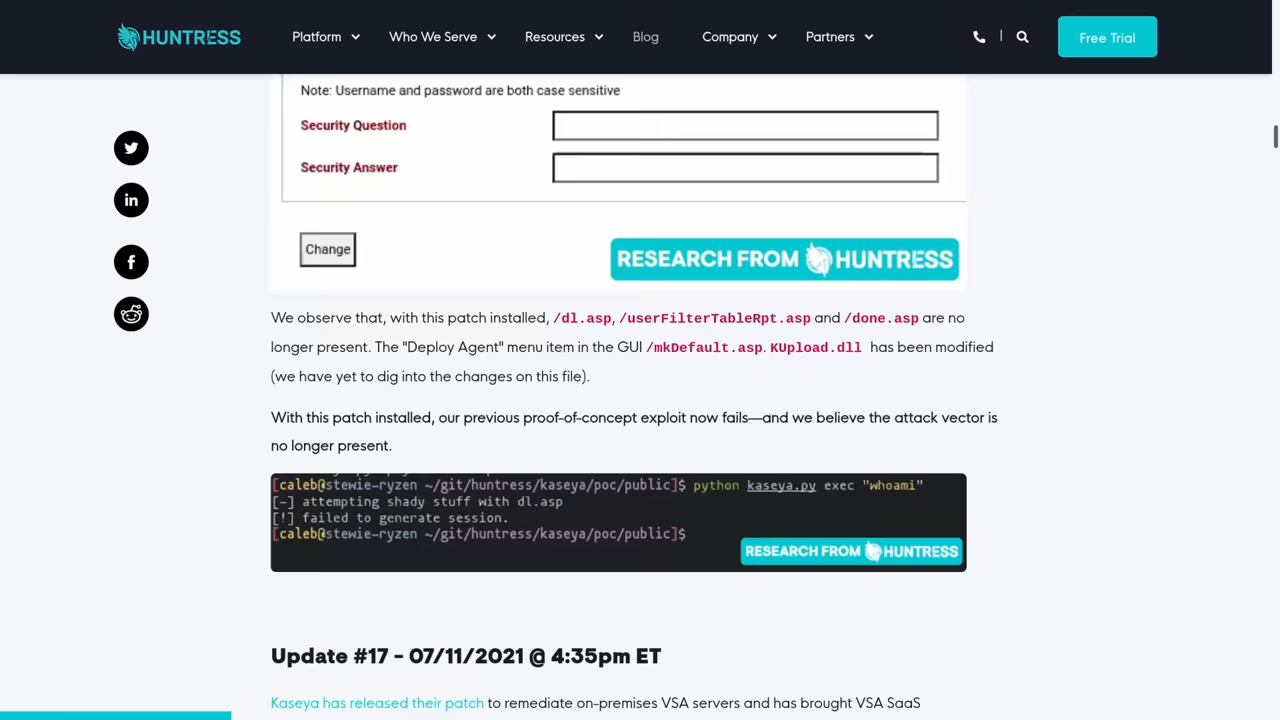 HUNTRESS Platform Who We Serve Resources Blog Company Partners | Free Trial
Note: Username and password are both case sensitive
Security Question
Security Answer
Change
RESEARCH FROM HUNTRESS
We observe that, with this patch installed, /dl.asp, /userFilterTableRpt.asp and /done.asp are no
longer present. The "Deploy Agent" menu item in the GUI /mkDefault.asp. KUpload.dll has been modified
(we have yet to dig into the changes on this file).
With this patch installed, our previous proof-of-concept exploit now fails—and we believe the attack vector is
no longer present.
[caleb@stewie-ryzen ~/git/huntress/kaseya/poc/public]$ python kaseya.py exec "whoami"
[-] attempting shady stuff with dl.asp
[!] failed to generate session.
[caleb@stewie-ryzen ~/git/huntress/kaseya/poc/public]$
RESEARCH FROM HUNTRESS
Update #17 - 07/11/2021 @ 4:35pm ET
Kaseya has released their patch to remediate on-premises VSA servers and has brought VSA SaaS